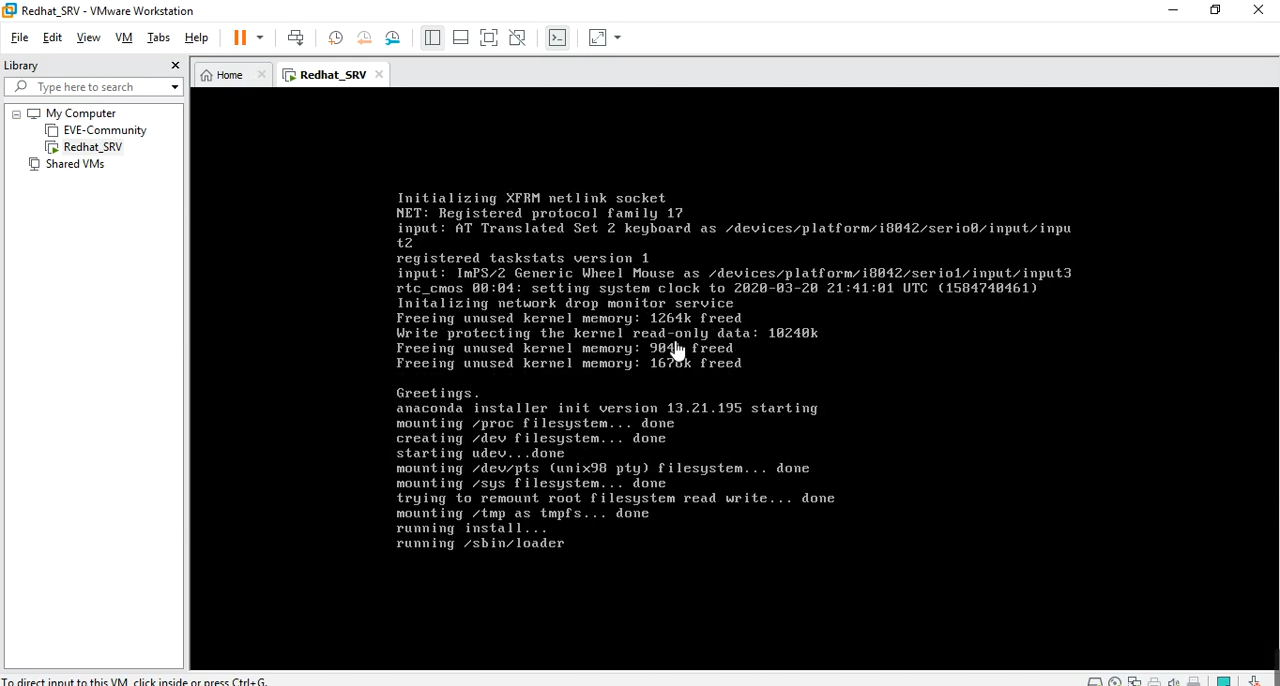 Redhat_SRV - VMware Workstation
File Edit View VM Tabs Help
Library
Type here to search
My Computer
EVE-Community
Redhat_SRV
Shared VMs
Home
Redhat_SRV
Initializing XFRM netlink socket
NET: Registered protocol family 17
input: AT Translated Set 2 keyboard as /devices/platform/i8042/serio0/input/inpu
t2
registered taskstats version 1
input: ImPS/2 Generic Wheel Mouse as /devices/platform/i8042/serio1/input/input3
rtc_cmos 00:04: setting system clock to 2020-03-20 21:41:01 UTC (1584740461)
Initalizing network drop monitor service
Freeing unused kernel memory: 1264k freed
Write protecting the kernel read-only data: 10240k
Freeing unused kernel memory: freed
Freeing unused kernel memory: freed
Greetings.
anaconda installer init version 13.21.195 starting
mounting /proc filesystem... done
creating /dev filesystem... done
starting udev...done
mounting /dev/pts (unix98 pty) filesystem... done
mounting /sys filesystem... done
trying to remount root filesystem read write... done
mounting /tmp as tmpfs... done
running install...
running /sbin/loader
To direct input to this VM, click inside or press Ctrl+G.